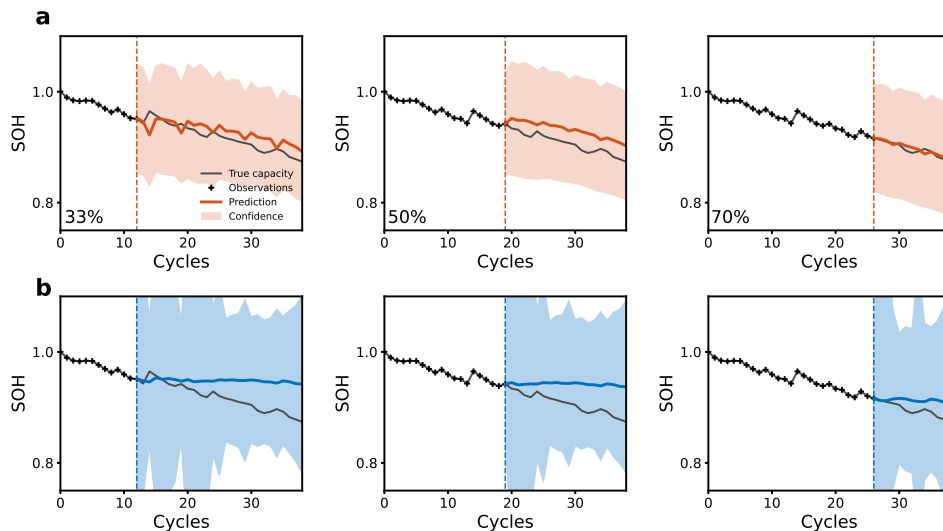 a
SOH
1.0
0.8
True capacity
Observations
Prediction
Confidence
33%
0 10 20 30
Cycles
SOH
1.0
0.8
50%
0 10 20 30
Cycles
SOH
1.0
0.8
70%
0 10 20 30
Cycles
b
SOH
1.0
0.8
0 10 20 30
Cycles
SOH
1.0
0.8
0 10 20 30
Cycles
SOH
1.0
0.8
0 10 20 30
Cycles